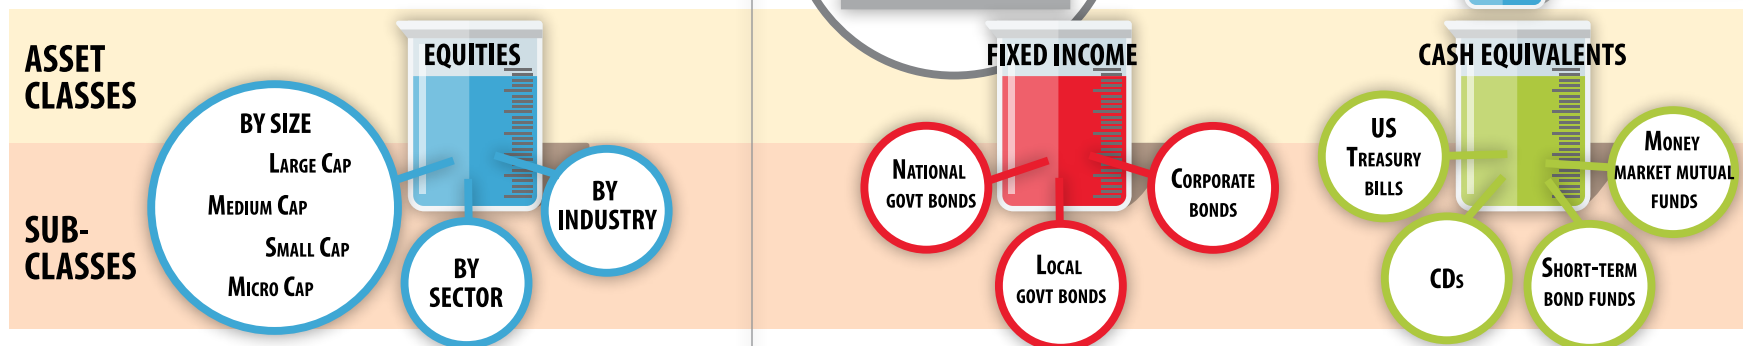 ASSET
CLASSES
EQUITIES
FIXED INCOME
CASH EQUIVALENTS
SUB-
CLASSES
BY SIZE
LARGE CAP
MEDIUM CAP
SMALL CAP
MICRO CAP
BY
SECTOR
BY
INDUSTRY
NATIONAL
GOVT BONDS
LOCAL
GOVT BONDS
CORPORATE
BONDS
US
TREASURY
BILLS
CDs
SHORT-TERM
BOND FUNDS
MONEY
MARKET MUTUAL
FUNDS